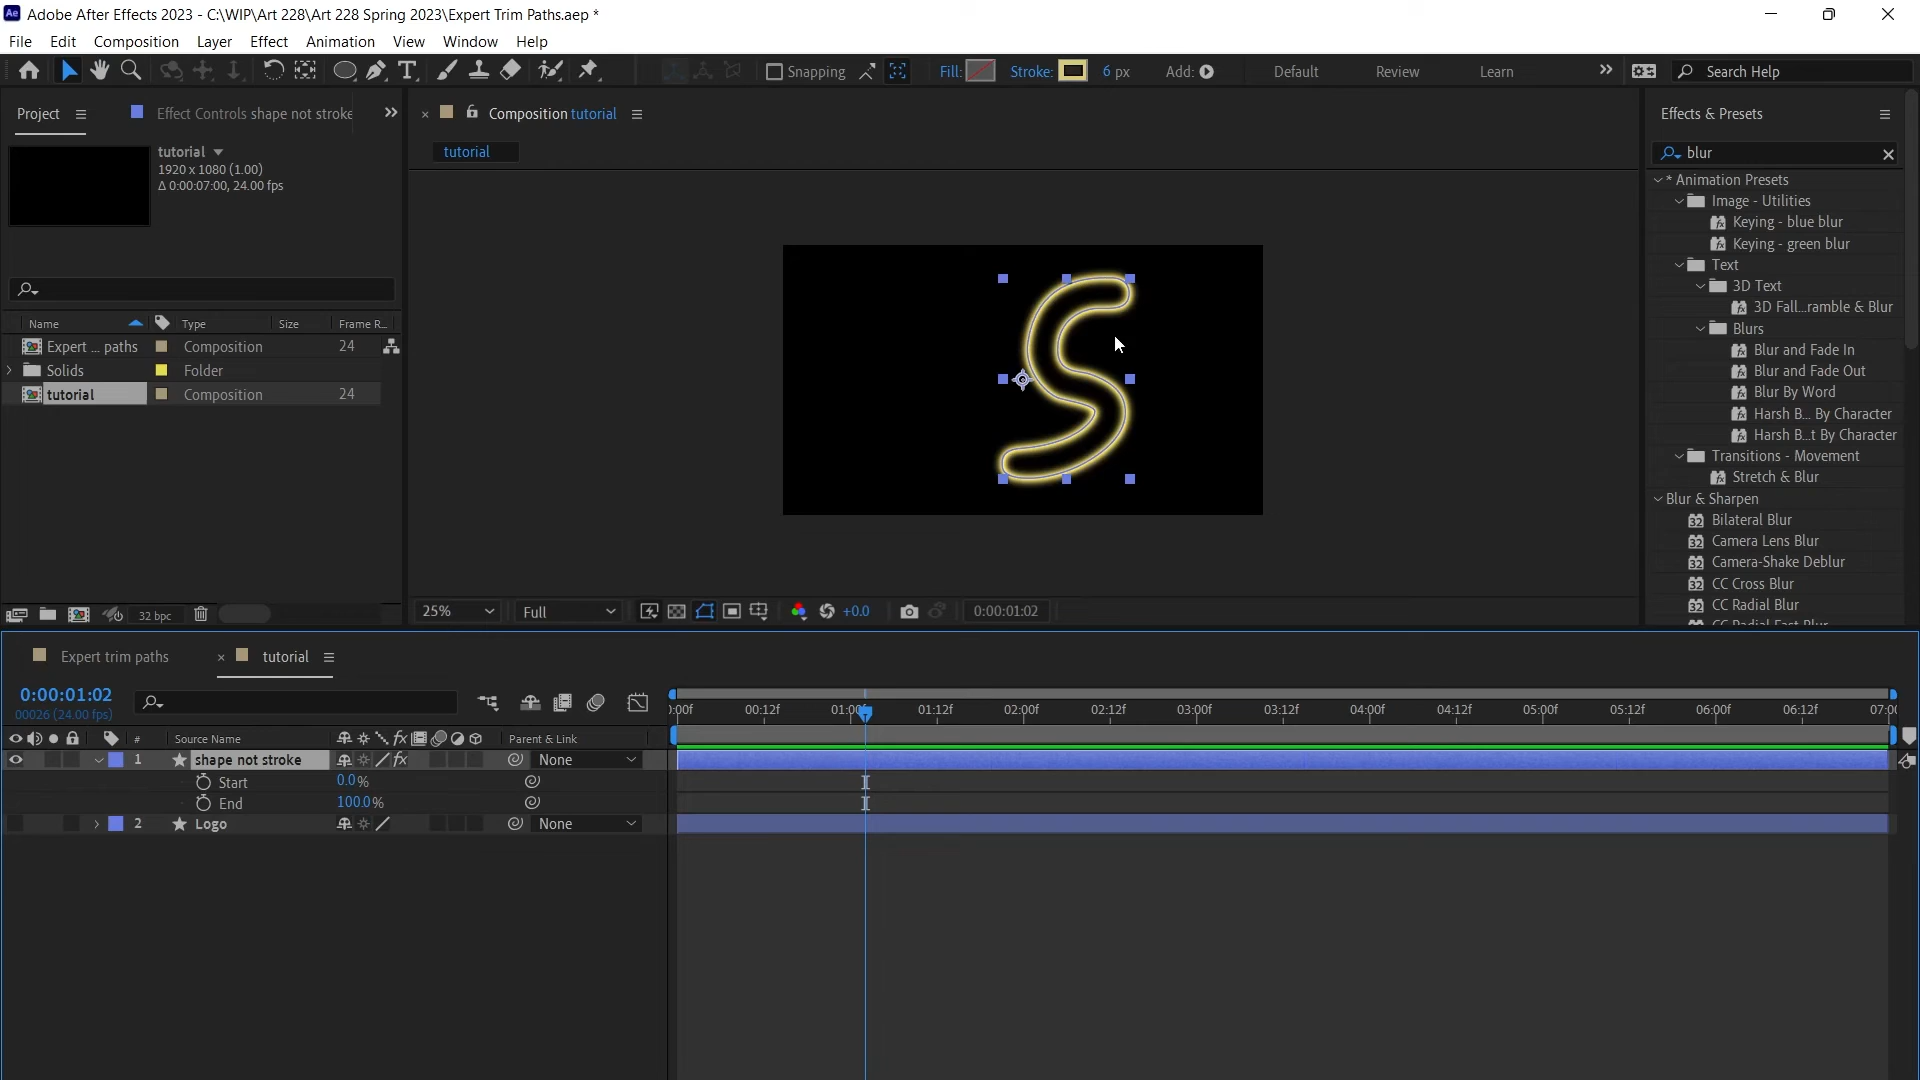 Adobe After Effects 2023 - C:\WIP\Art 228\Art 228 Spring 2023\Expert Trim Paths.aep *
File Edit Composition Layer Effect Animation View Window Help
Snapping Fill: Stroke: 6 px Add: Default Review Learn Search Help
Project Effect Controls shape not stroke Composition tutorial Effects & Presets
tutorial
1920 x 1080 (1.00)
Δ 0:00:07:00, 24.00 fps
tutorial
blur
* Animation Presets
Image - Utilities
Keying - blue blur
Keying - green blur
Text
3D Text
3D Fall...ramble & Blur
Blurs
Blur and Fade In
Blur and Fade Out
Blur By Word
Harsh B... By Character
Harsh B...t By Character
Transitions - Movement
Stretch & Blur
Blur & Sharpen
Bilateral Blur
Camera Lens Blur
Camera-Shake Deblur
CC Cross Blur
CC Radial Blur
CC Radial Fast Blur
Name Type Size Frame R...
Expert ... paths Composition 24
Solids Folder
tutorial Composition 24
32 bpc
25% Full +0.0 0:00:01:02
Expert trim paths tutorial
0:00:01:02
00026 (24.00 fps)
):00f 00:12f 01:00f 01:12f 02:00f 02:12f 03:00f 03:12f 04:00f 04:12f 05:00f 05:12f 06:00f 06:12f 07:00
# Source Name fx Parent & Link
1 shape not stroke fx None
Start 0.0%
End 100.0%
2 Logo None